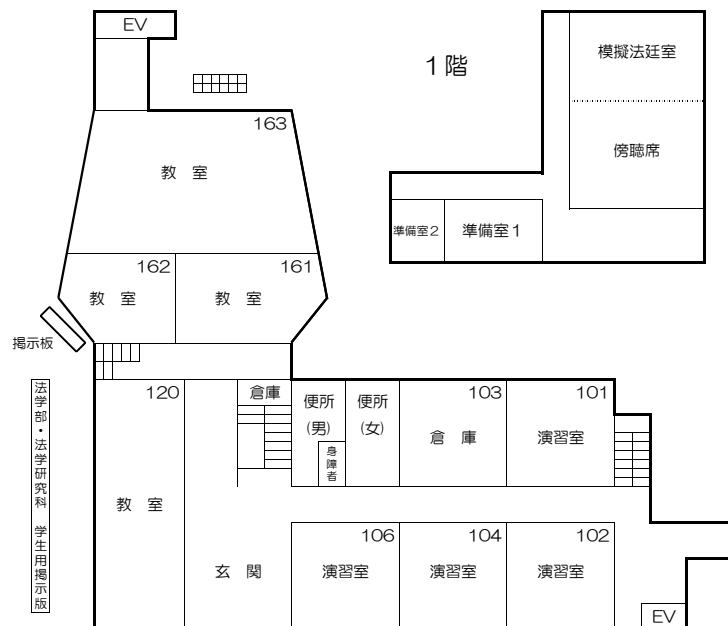 EV
1階
模擬法廷室
傍聴席
163
教 室
準備室2
準備室1
162
教 室
161
教 室
掲示板
法学部・法学研究科 学生用掲示版
120
教 室
倉庫
便所
(男)
身障者
便所
(女)
103
倉 庫
101
演習室
玄 関
106
演習室
104
演習室
102
演習室
EV